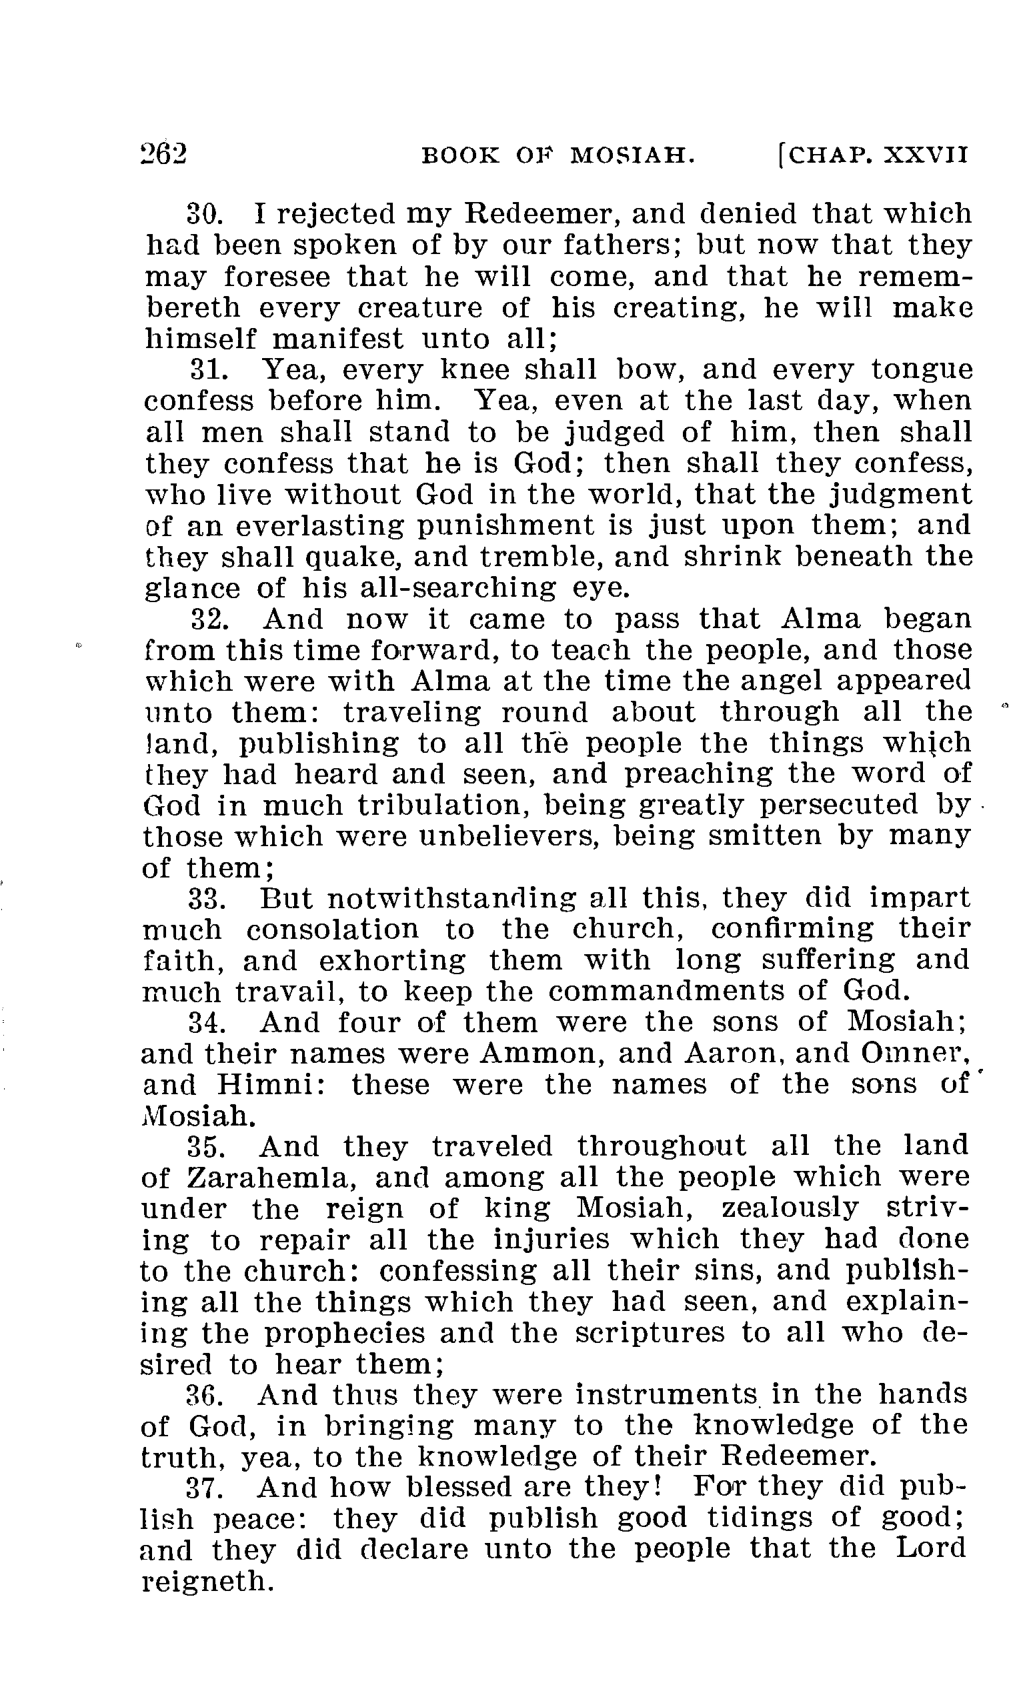 262 BOOK OF MOSIAH. [CHAP. XXVII
30. I rejected my Redeemer, and denied that which
had been spoken of by our fathers; but now that they
may foresee that he will come, and that he remem-
bereth every creature of his creating, he will make
himself manifest unto all;
31. Yea, every knee shall bow, and every tongue
confess before him. Yea, even at the last day, when
all men shall stand to be judged of him, then shall
they confess that he is God; then shall they confess,
who live without God in the world, that the judgment
of an everlasting punishment is just upon them; and
they shall quake, and tremble, and shrink beneath the
glance of his all-searching eye.
32. And now it came to pass that Alma began
from this time forward, to teach the people, and those
which were with Alma at the time the angel appeared
unto them: traveling round about through all the
land, publishing to all the people the things which
they had heard and seen, and preaching the word of
God in much tribulation, being greatly persecuted by
those which were unbelievers, being smitten by many
of them;
33. But notwithstanding all this, they did impart
much consolation to the church, confirming their
faith, and exhorting them with long suffering and
much travail, to keep the commandments of God.
34. And four of them were the sons of Mosiah;
and their names were Ammon, and Aaron, and Omner,
and Himni: these were the names of the sons of
Mosiah.
35. And they traveled throughout all the land
of Zarahemla, and among all the people which were
under the reign of king Mosiah, zealously striv-
ing to repair all the injuries which they had done
to the church: confessing all their sins, and publish-
ing all the things which they had seen, and explain-
ing the prophecies and the scriptures to all who de-
sired to hear them;
36. And thus they were instruments in the hands
of God, in bringing many to the knowledge of the
truth, yea, to the knowledge of their Redeemer.
37. And how blessed are they! For they did pub-
lish peace: they did publish good tidings of good;
and they did declare unto the people that the Lord
reigneth.